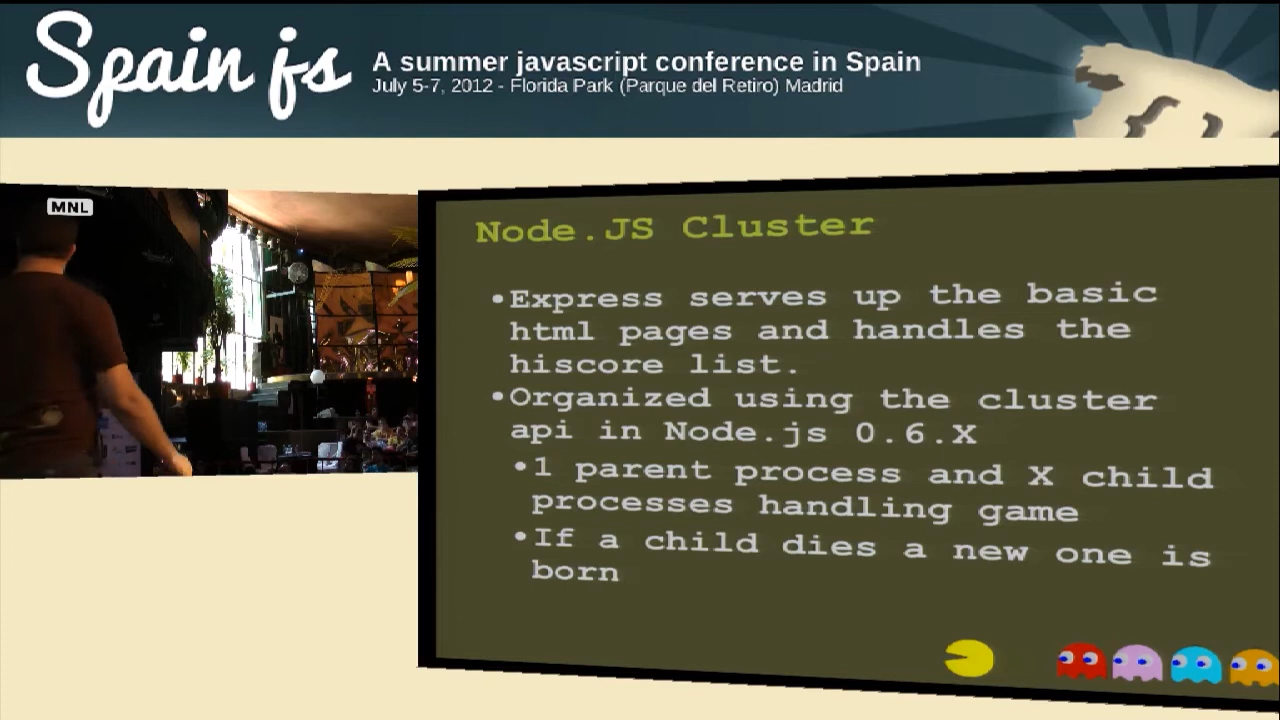 Spain js
A summer javascript conference in Spain
July 5-7, 2012 - Florida Park (Parque del Retiro) Madrid
MNL
Node.JS Cluster
•Express serves up the basic
html pages and handles the
hiscore list.
•Organized using the cluster
api in Node.js 0.6.X
•1 parent process and X child
processes handling game
•If a child dies a new one is
born